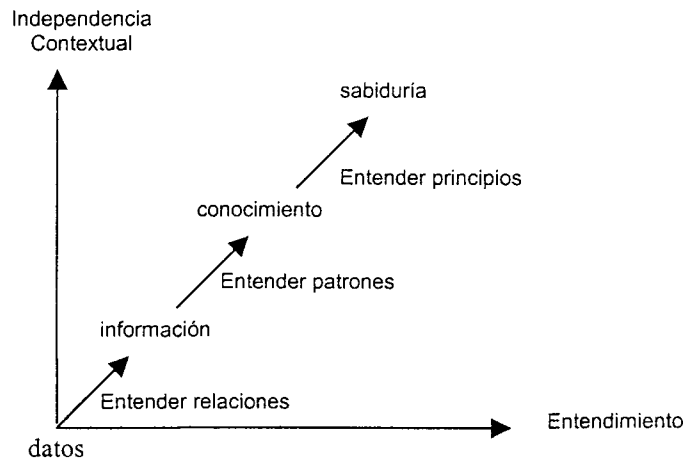 Independencia
Contextual
sabiduría
Entender principios
conocimiento
Entender patrones
información
Entender relaciones
Entendimiento
datos